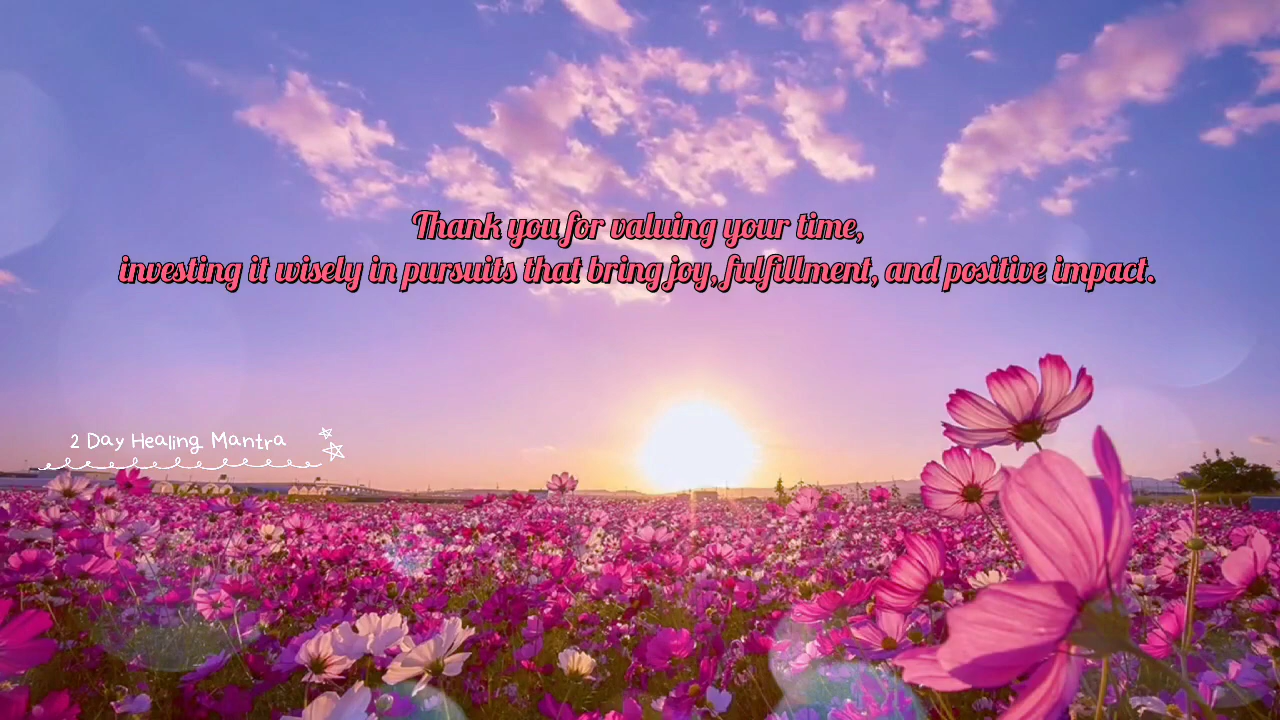 Thank you for valuing your time,
investing it wisely in pursuits that bring joy, fulfillment, and positive impact.
2 Day Healing Mantra